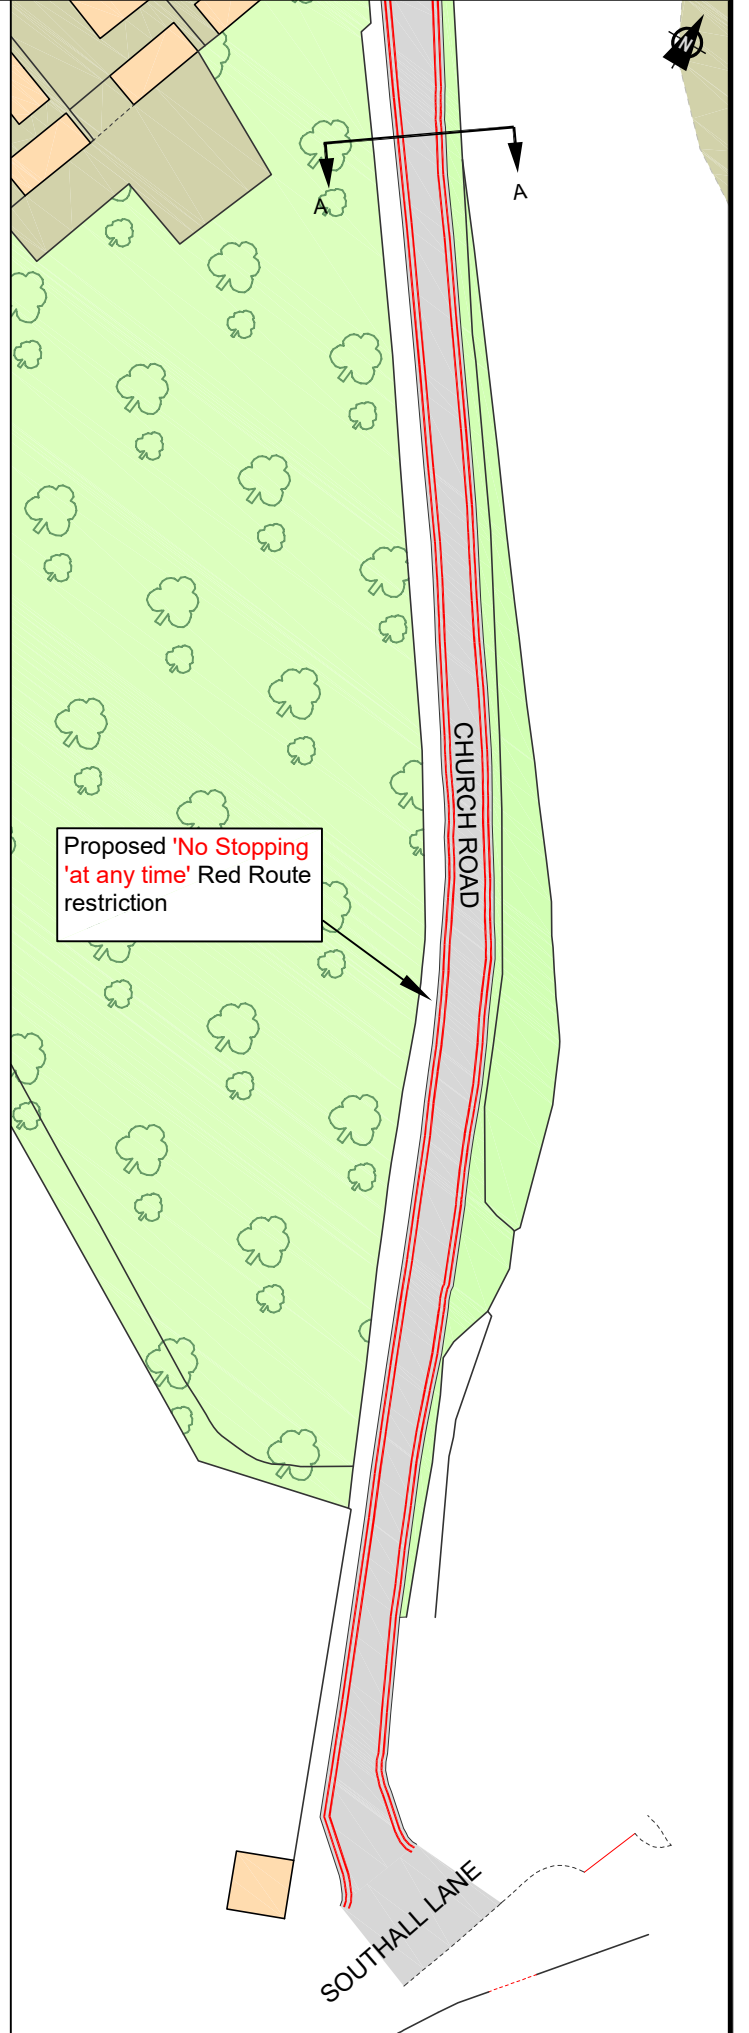 N
A
A
CHURCH ROAD
Proposed 'No Stopping
'at any time' Red Route
restriction
SOUTHALL LANE